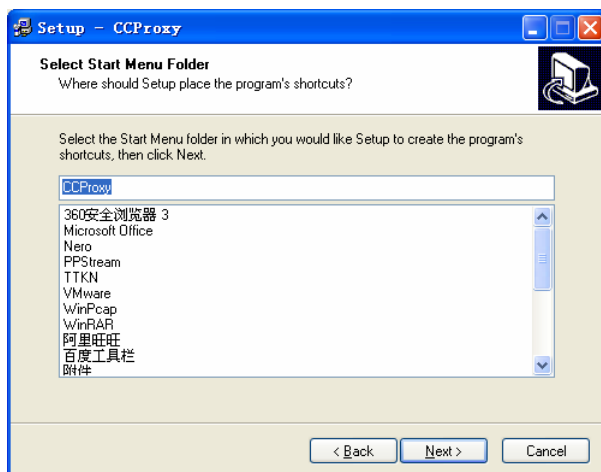 Setup - CCProxy
Select Start Menu Folder
Where should Setup place the program's shortcuts?
Select the Start Menu folder in which you would like Setup to create the program's
shortcuts, then click Next.
CCProxy
360安全浏览器 3
Microsoft Office
Nero
PPStream
TTKN
VMware
WinPcap
WinRAR
阿里旺旺
百度工具栏
附件
< Back
Next >
Cancel